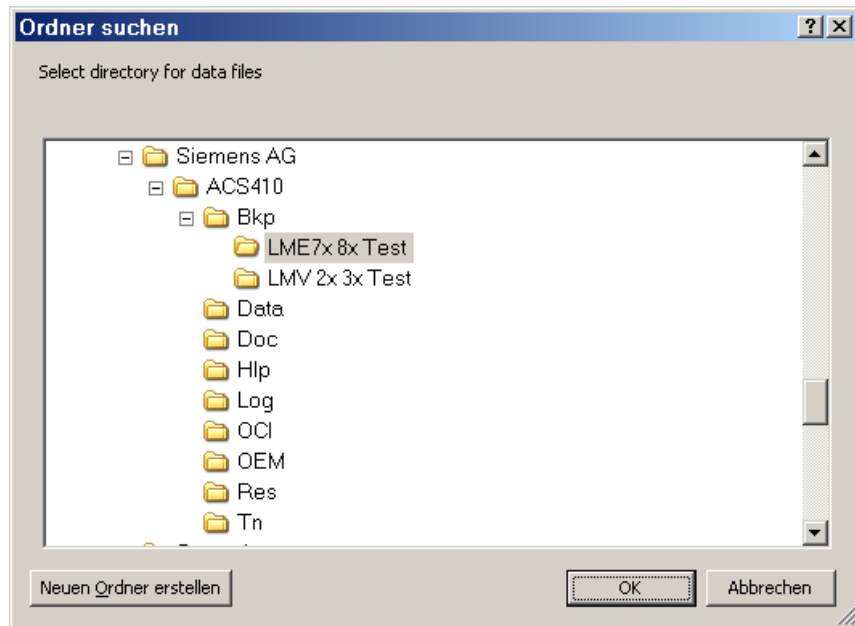 Ordner suchen
Select directory for data files
Siemens AG
ACS410
Bkp
LME7x 8x Test
LMV 2x 3x Test
Data
Doc
Hlp
Log
OCI
OEM
Res
Tn
Neuen Ordner erstellen
OK
Abbrechen